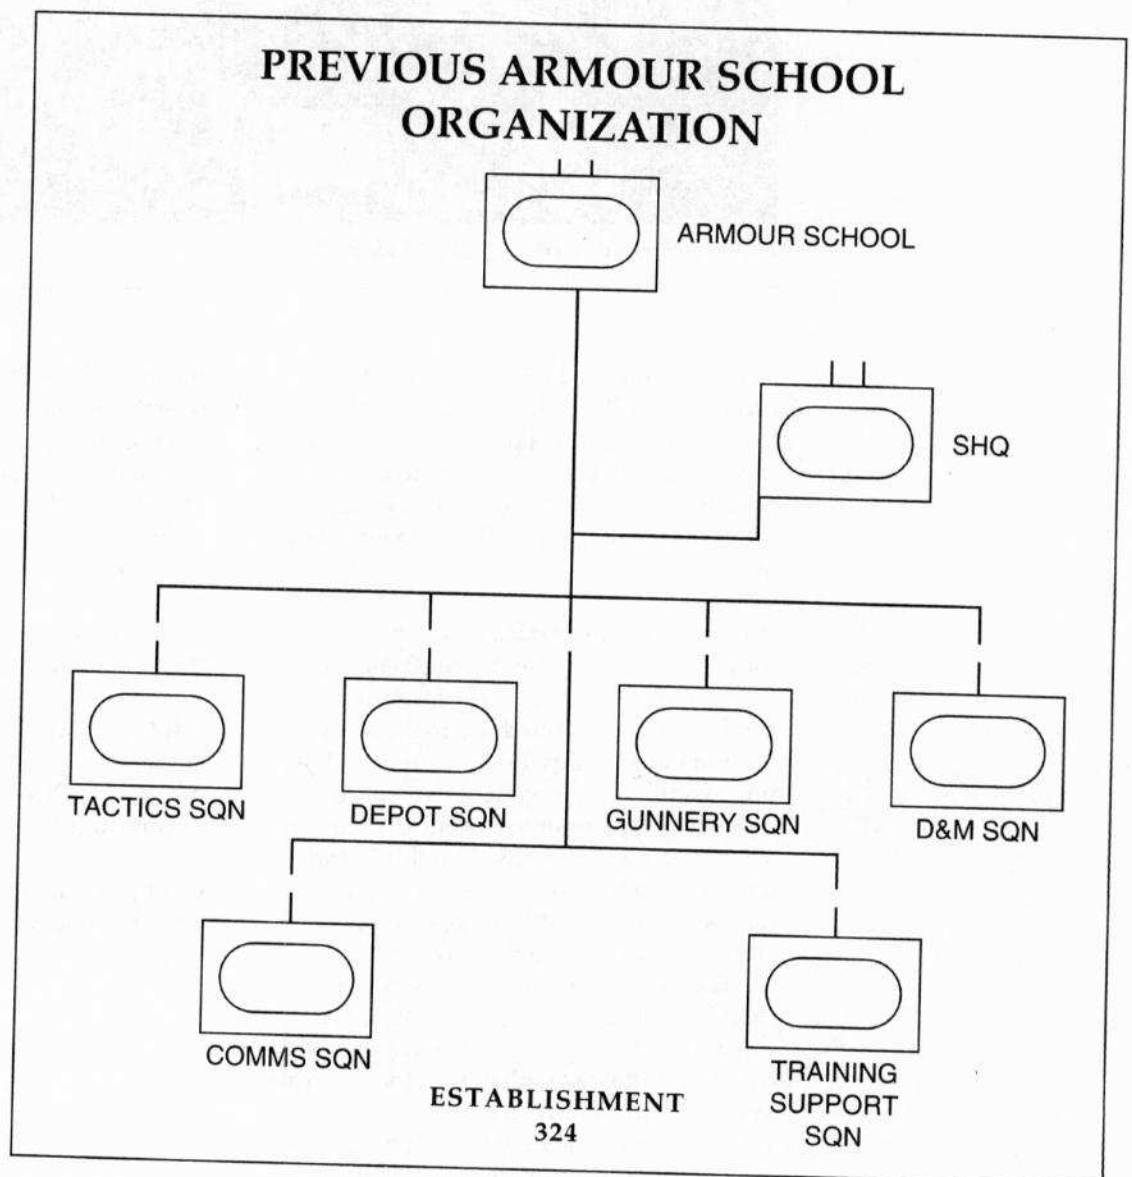 PREVIOUS ARMOUR SCHOOL
ORGANIZATION
ARMOUR SCHOOL
SHQ
TACTICS SQN
DEPOT SQN
GUNNERY SQN
D&M SQN
COMMS SQN
TRAINING
SUPPORT
SQN
ESTABLISHMENT
324